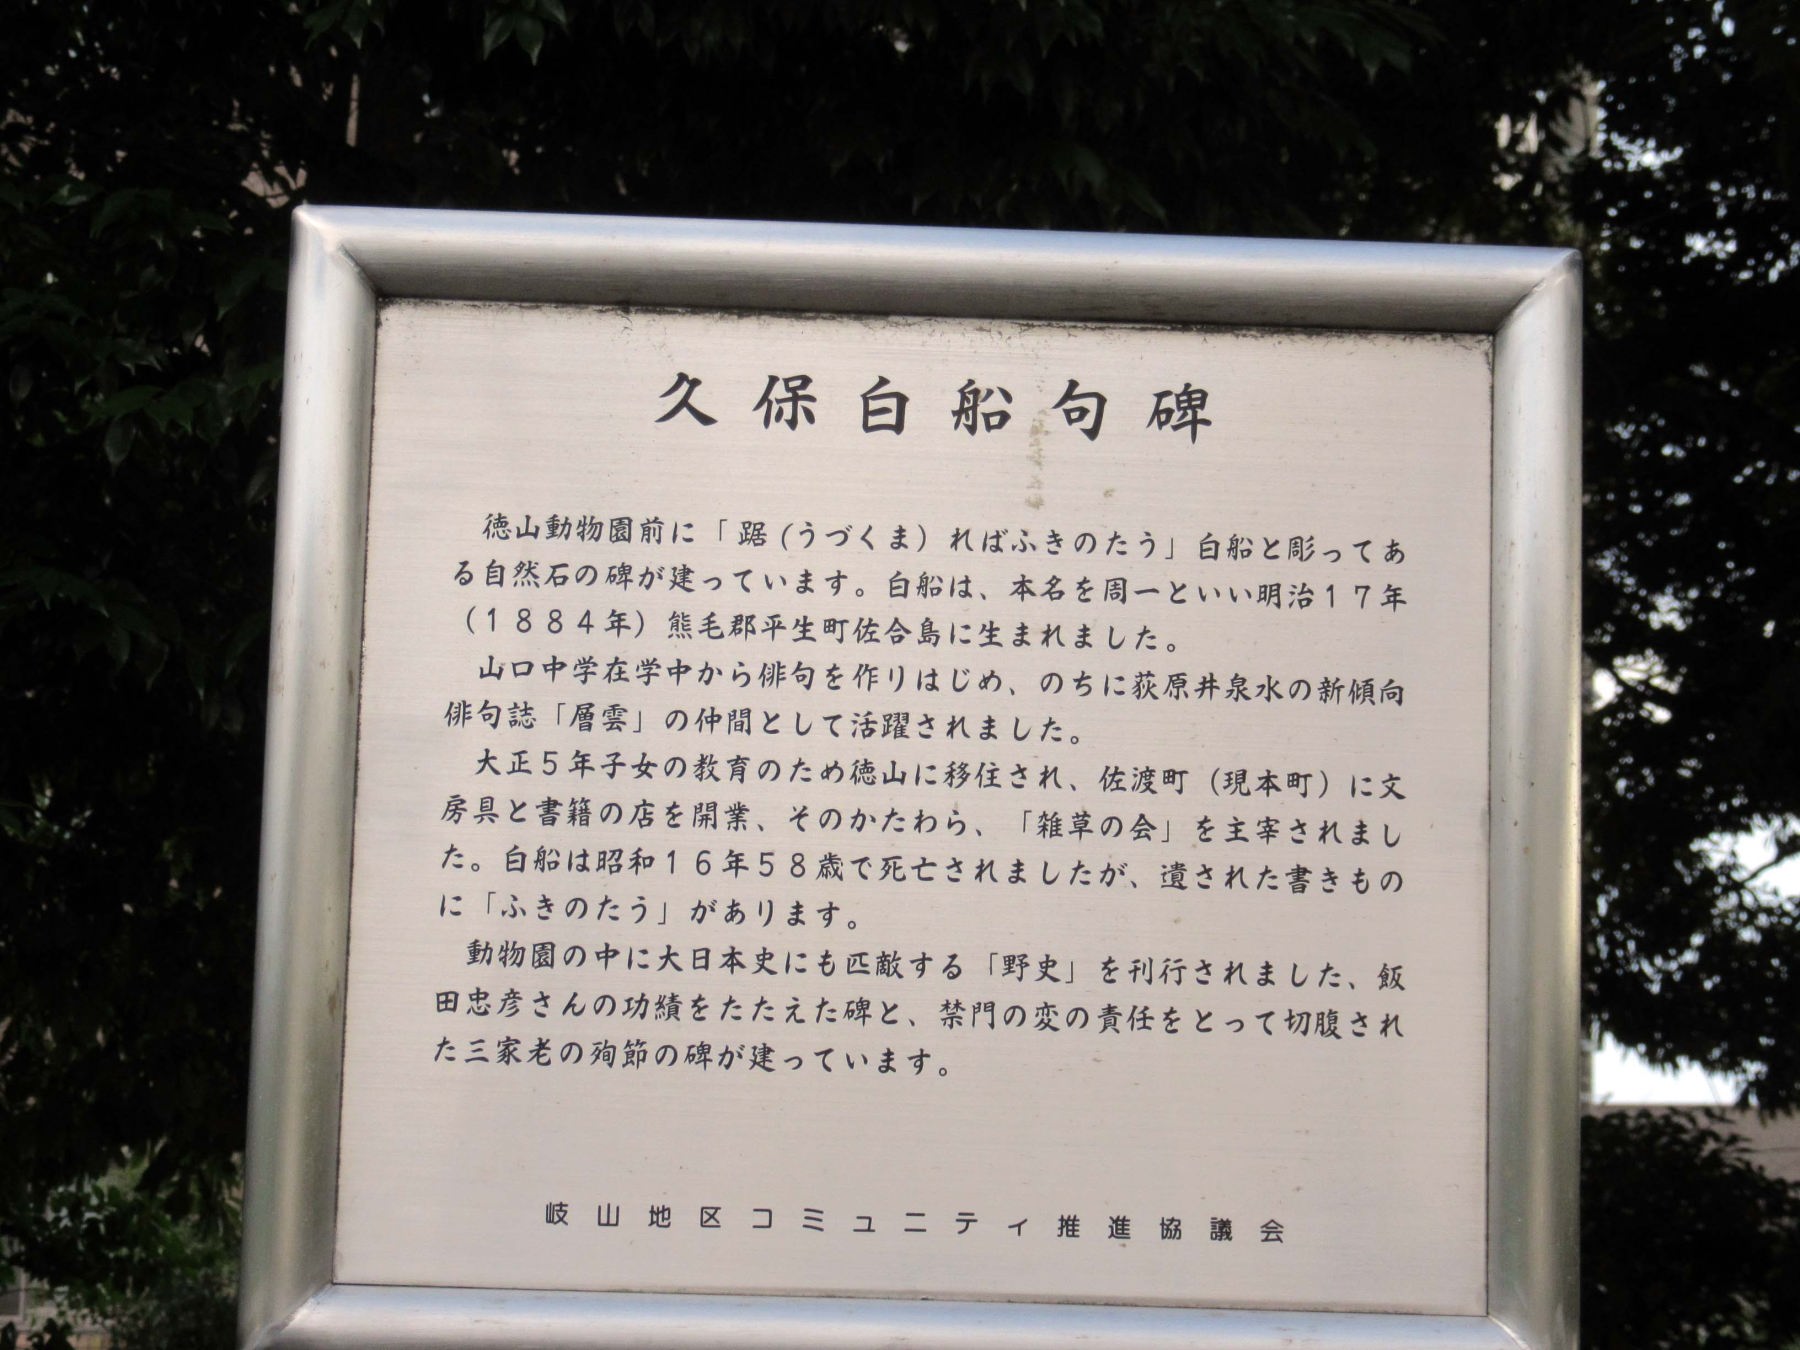 久保白船句碑
徳山動物園前に「踞(うづくま)ればふきのたう」白船と彫ってあ
る自然石の碑が建っています。白船は、本名を周一といい明治17年
(1884年)熊毛郡平生町佐合島に生まれました。
山口中学在学中から俳句を作りはじめ、のちに荻原井泉水の新傾向
俳句誌「層雲」の仲間として活躍されました。
大正5年子女の教育のため徳山に移住され、佐渡町(現本町)に文
房具と書籍の店を開業、そのかたわら、「雑草の会」を主宰されまし
た。白船は昭和16年58歳で死亡されましたが、遺された書きもの
に「ふきのたう」があります。
動物園の中に大日本史にも匹敵する「野史」を刊行されました、飯
田忠彦さんの功績をたたえた碑と、禁門の変の責任をとって切腹され
た三家老の殉節の碑が建っています。
岐山地区コミュニティ推進協議会